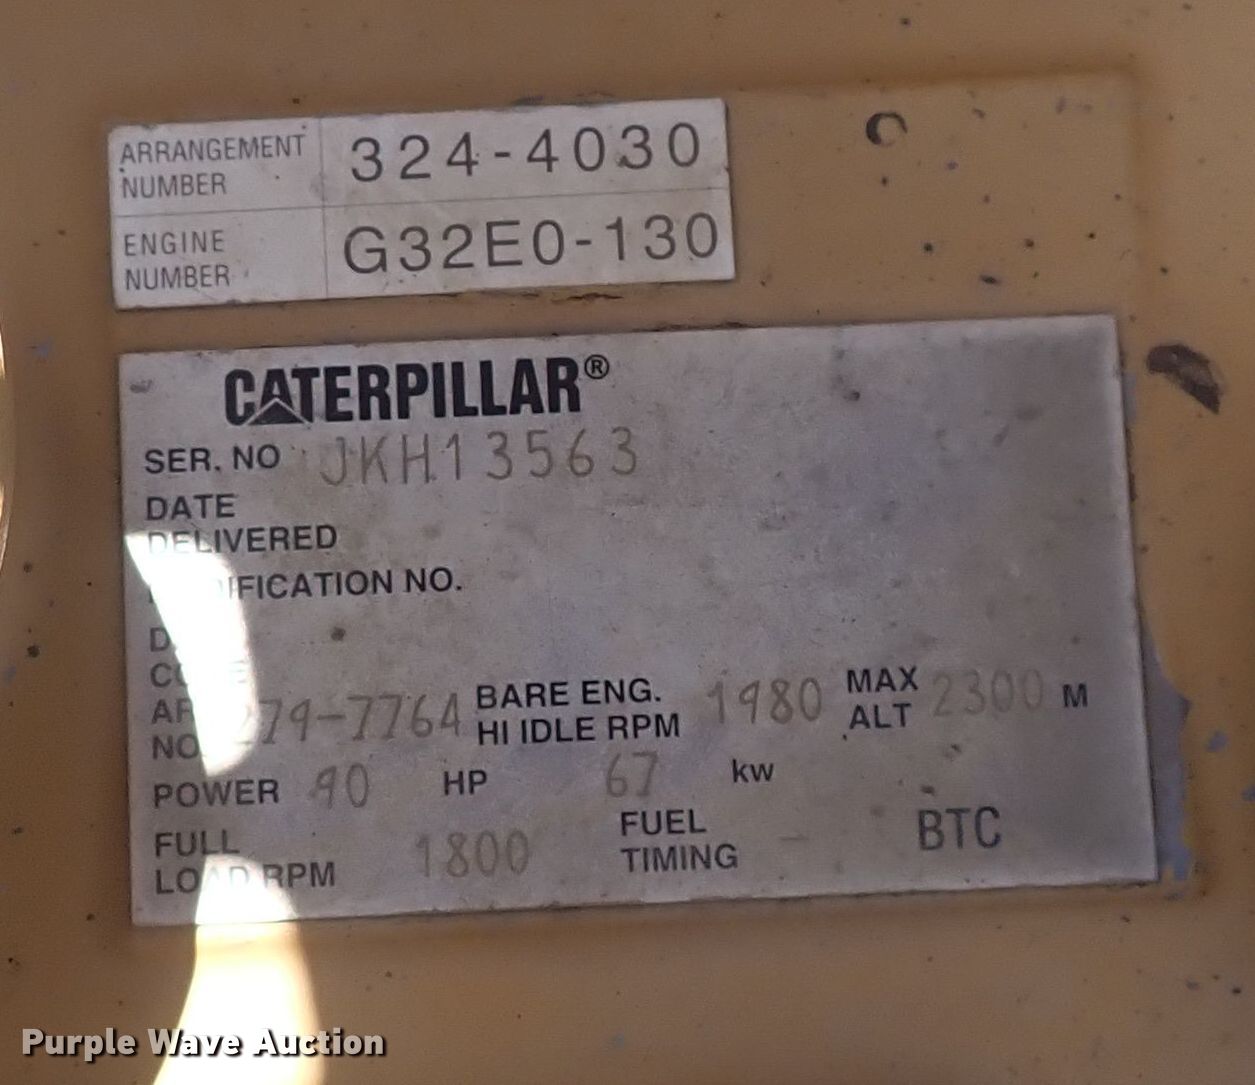 ARRANGEMENT NUMBER 324-4030
ENGINE NUMBER G32E0-130
CATERPILLAR®
SER. NO JKH13563
DATE
DELIVERED
CODE
279-7764 BARE ENG. HI IDLE RPM 1980 MAX ALT 2300 M
NO.
POWER 90 HP 67 kw
FULL LOAD RPM 1800 FUEL TIMING - BTC
Purple Wave Auction